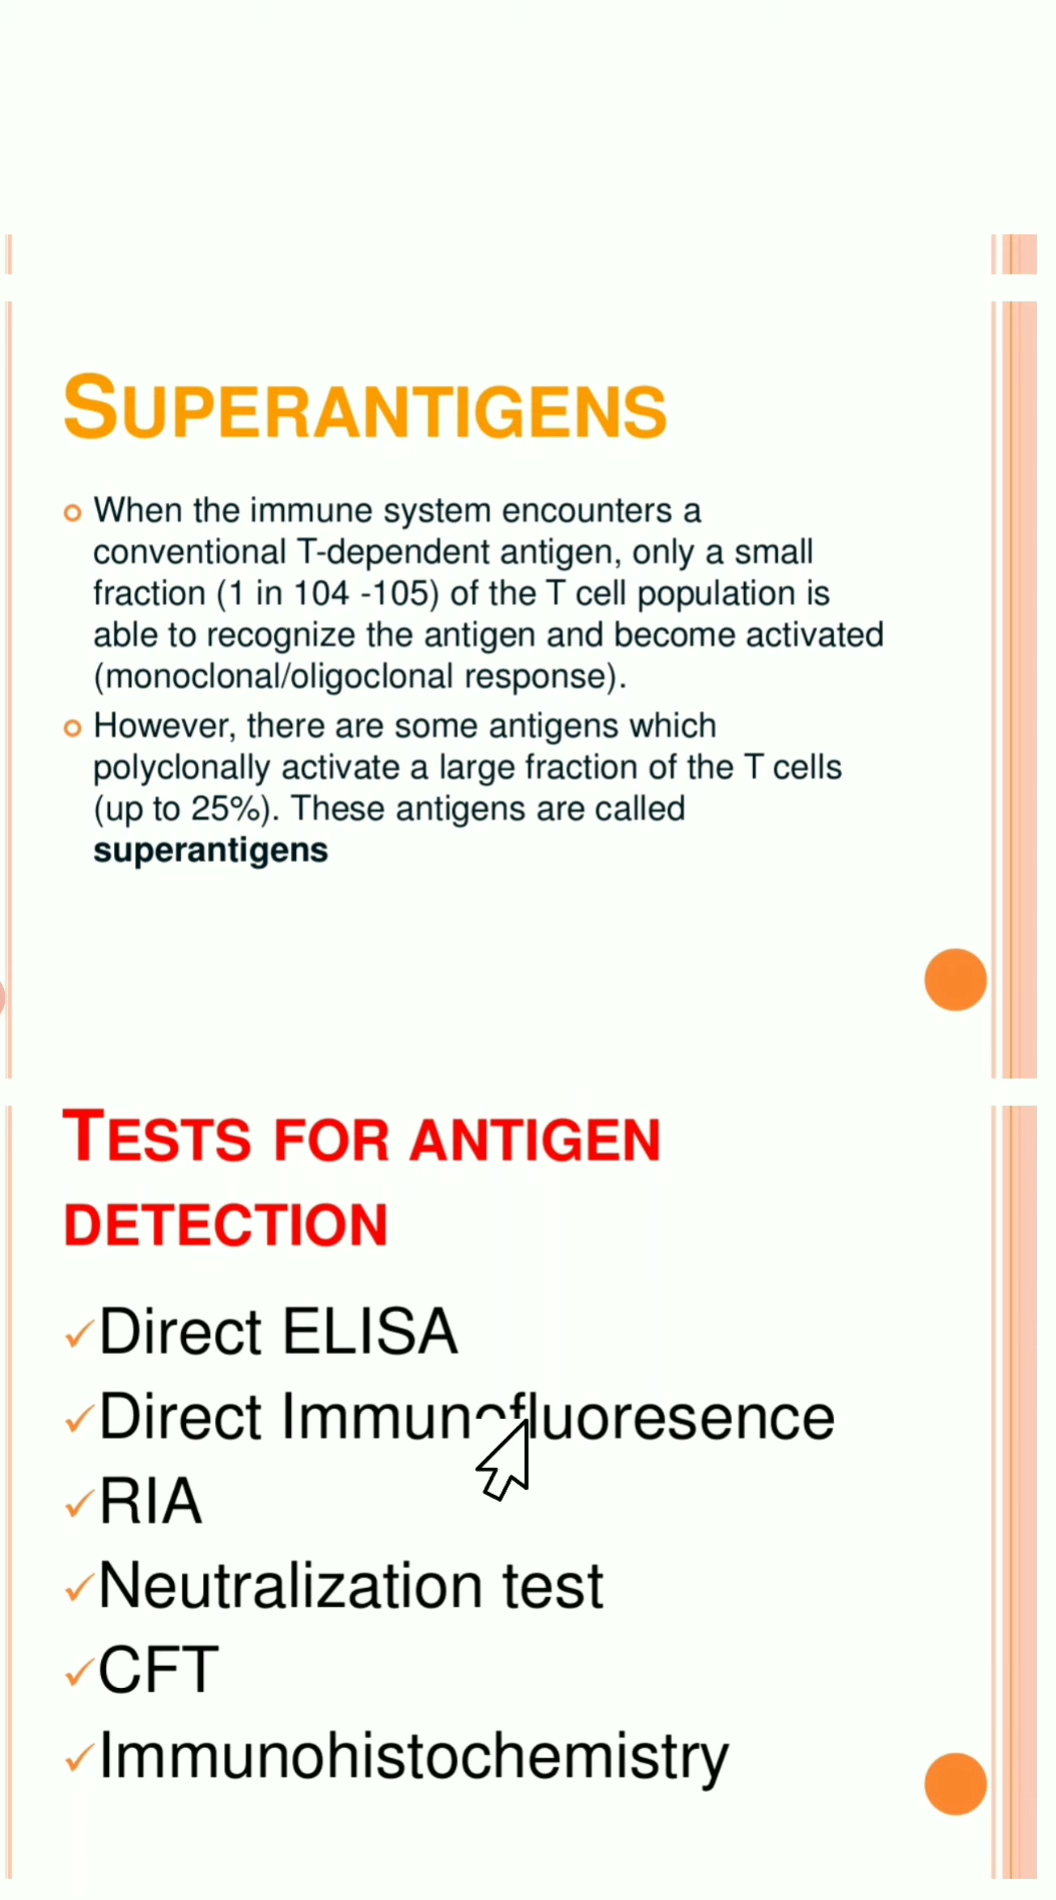 SUPERANTIGENS
When the immune system encounters a
conventional T-dependent antigen, only a small
fraction (1 in 104 -105) of the T cell population is
able to recognize the antigen and become activated
(monoclonal/oligoclonal response).
However, there are some antigens which
polyclonally activate a large fraction of the T cells
(up to 25%). These antigens are called
superantigens
TESTS FOR ANTIGEN
DETECTION
✓Direct ELISA
✓Direct Immunofluoresence
✓RIA
✓Neutralization test
✓CFT
✓Immunohistochemistry